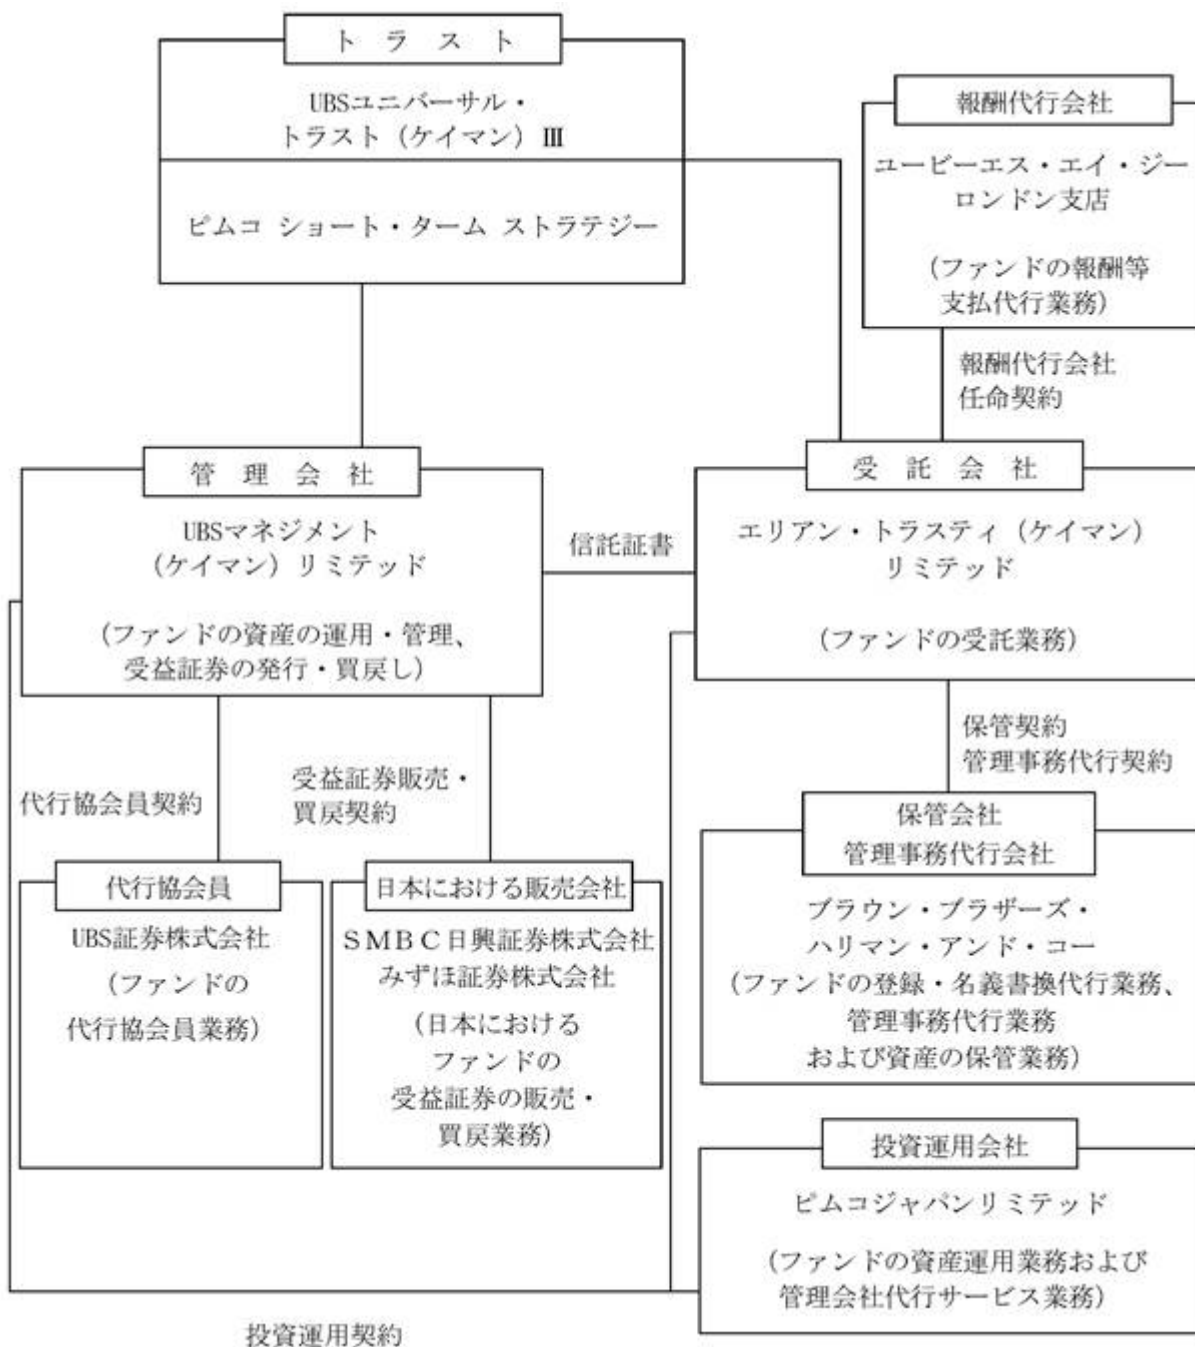 トラスト
UBSユニバーサル・
トラスト（ケイマン）Ⅲ
ピムコ ショート・ターム ストラテジー
報酬代行会社
ユービーエス・エイ・ジー
ロンドン支店
（ファンドの報酬等
支払代行業務）
報酬代行会社
任命契約
管理会社
UBSマネジメント
（ケイマン）リミテッド
（ファンドの資産の運用・管理、
受益証券の発行・買戻し）
信託証書
受託会社
エリアン・トラスティ（ケイマン）
リミテッド
（ファンドの受託業務）
代行協会員契約
受益証券販売・
買戻契約
保管契約
管理事務代行契約
代行協会員
UBS証券株式会社
（ファンドの
代行協会員業務）
日本における販売会社
ＳＭＢＣ日興証券株式会社
みずほ証券株式会社
（日本における
ファンドの
受益証券の販売・
買戻業務）
保管会社
管理事務代行会社
ブラウン・ブラザーズ・
ハリマン・アンド・コー
（ファンドの登録・名義書換代行業務、
管理事務代行業務
および資産の保管業務）
投資運用会社
ピムコジャパンリミテッド
（ファンドの資産運用業務および
管理会社代行サービス業務）
投資運用契約